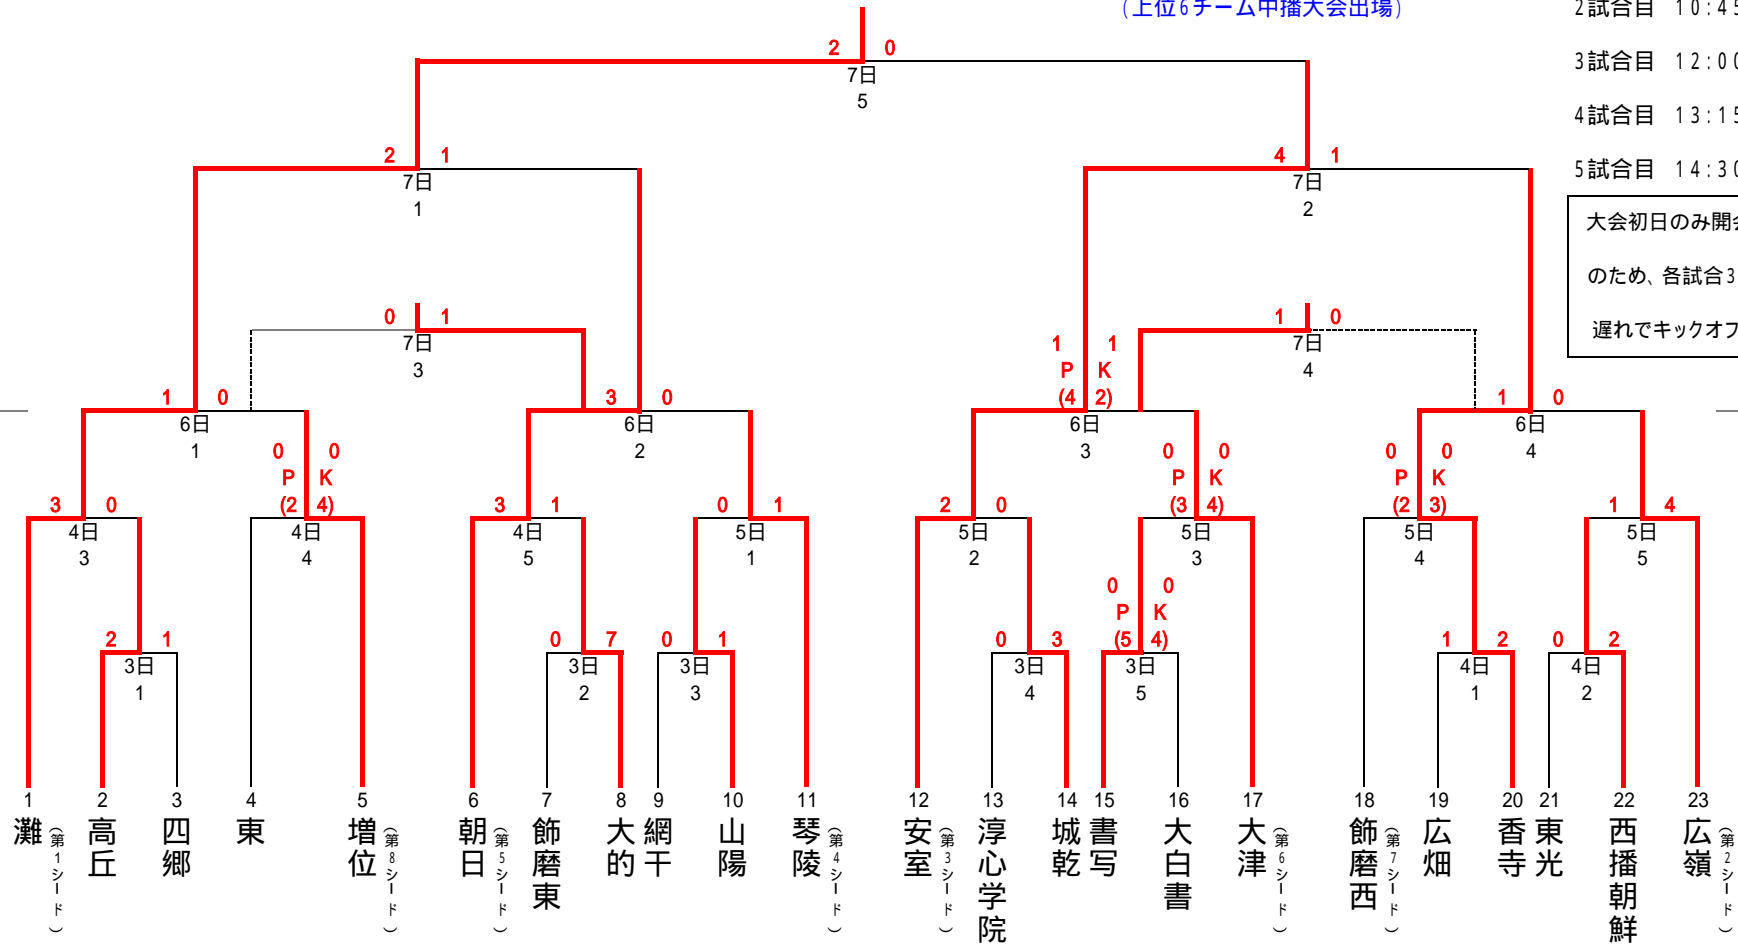 (上位6チーム中播大会出場)
2試合目 10:45
3試合目 12:00
4試合目 13:15
5試合目 14:30
大会初日のみ開会
のため、各試合3
遅れでキックオフ
2 0
7日
5
2 1
7日
1
4 1
7日
2
0 1
7日
3
1 0
7日
4
1 0
6日
1
3 0
6日
2
1 1
P K
(4 2)
6日
3
1 0
6日
4
3 0
4日
3
0 0
P K
(2 4)
4日
4
3 1
4日
5
0 1
5日
1
2 0
5日
2
0 0
P K
(3 4)
5日
3
0 0
P K
(2 3)
5日
4
1 4
5日
5
2 1
3日
1
0 7
3日
2
0 1
3日
3
0 3
3日
4
0 0
P K
(5 4)
3日
5
1 2
4日
1
0 2
4日
2
1 2 3 4 5 6 7 8 9 10 11 12 13 14 15 16 17 18 19 20 21 22 23
灘
(第1シード)
高丘
四郷
東
増位
(第8シード)
朝日
(第5シード)
飾磨東
大的
網干
山陽
琴陵
(第4シード)
安室
(第3シード)
淳心学院
城乾
書写
大白書
大津
(第6シード)
飾磨西
(第7シード)
広畑
香寺
東光
西播朝鮮
広嶺
(第2シード)